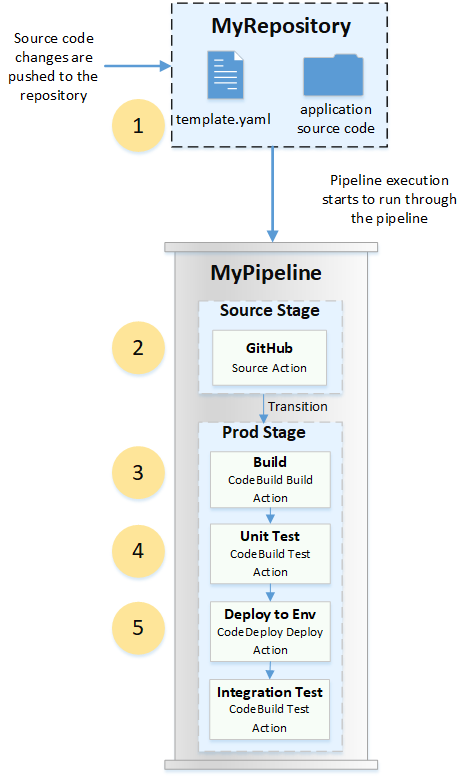 MyRepository
Source code
changes are
pushed to the
repository
template.yaml
application
source code
1
Pipeline execution
starts to run through
the pipeline
MyPipeline
Source Stage
2
GitHub
Source Action
Transition
Prod Stage
3
Build
CodeBuild Build
Action
4
Unit Test
CodeBuild Test
Action
5
Deploy to Env
CodeDeploy Deploy
Action
Integration Test
CodeBuild Test
Action